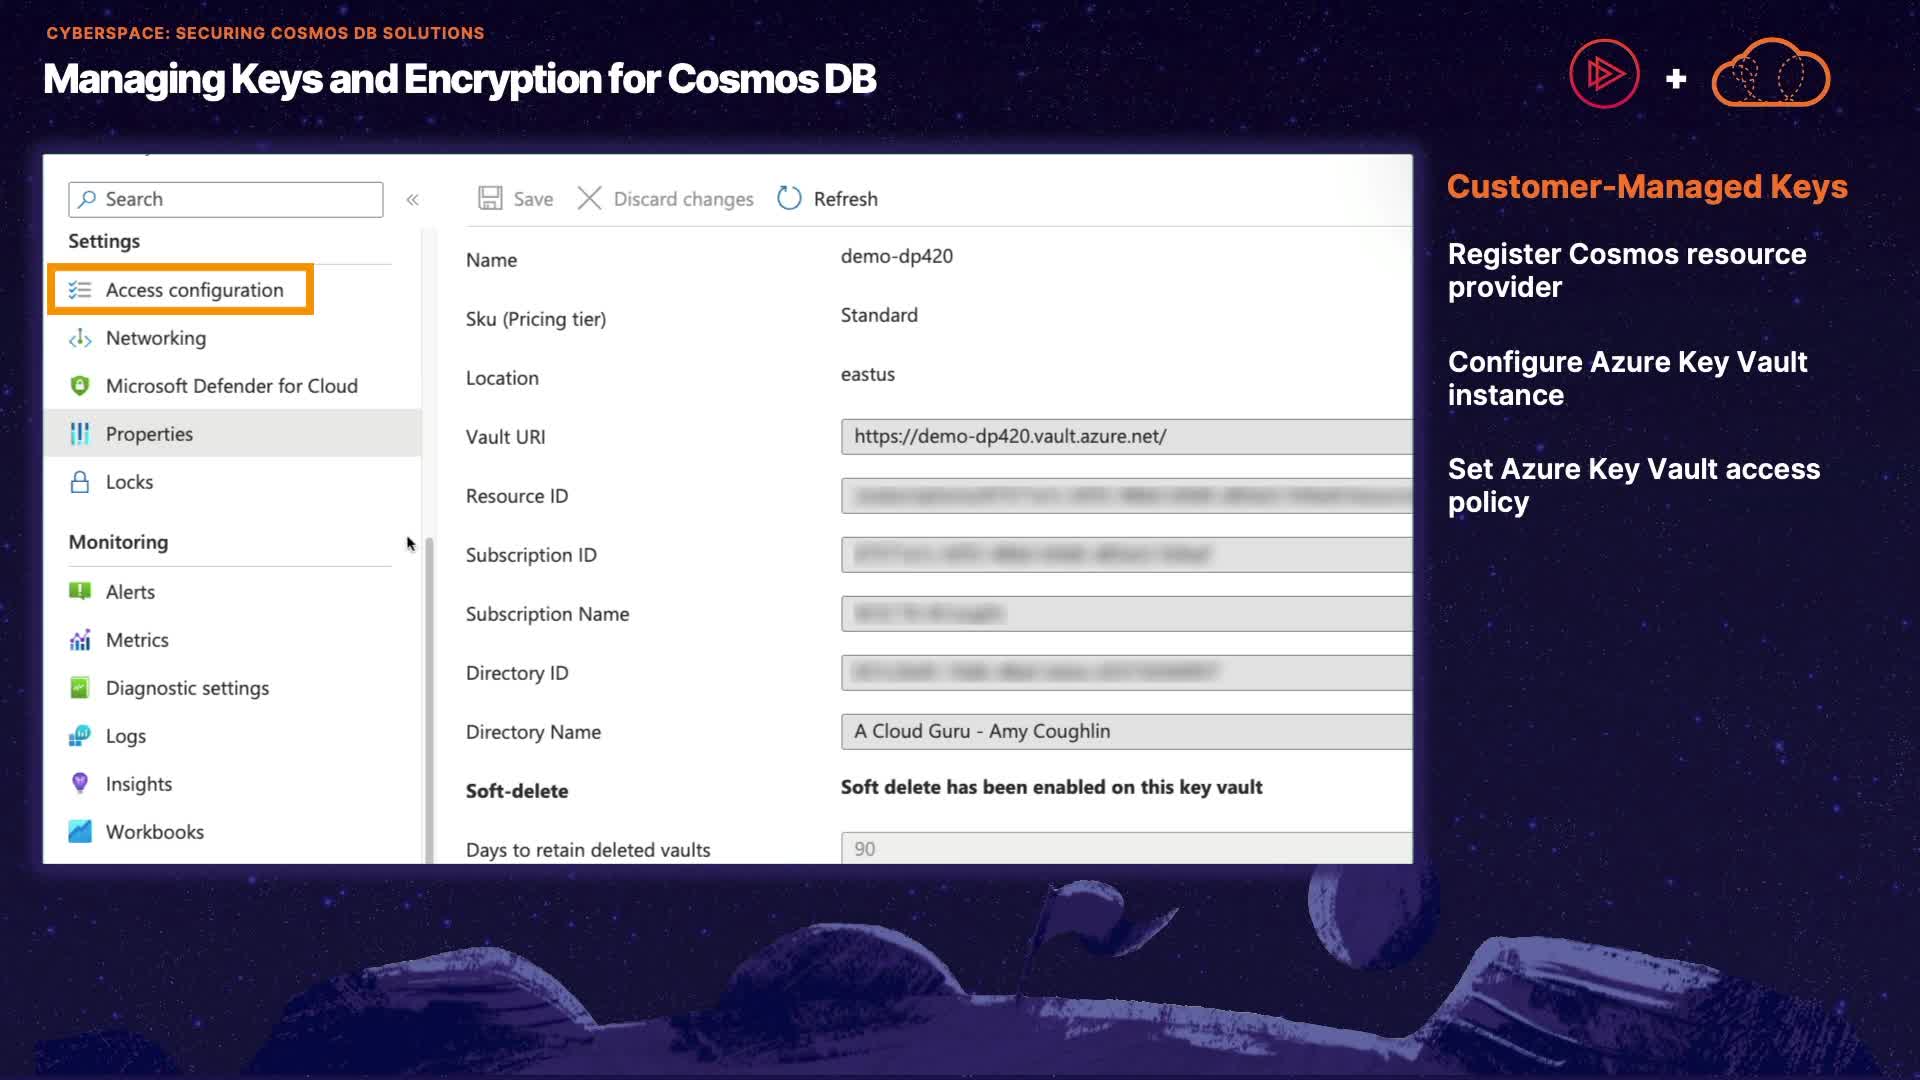 CYBERSPACE: SECURING COSMOS DB SOLUTIONS
Managing Keys and Encryption for Cosmos DB
Search
Settings
Access configuration
Networking
Microsoft Defender for Cloud
Properties
Locks
Monitoring
Alerts
Metrics
Diagnostic settings
Logs
Insights
Workbooks
Save
Discard changes
Refresh
Name
demo-dp420
Sku (Pricing tier)
Standard
Location
eastus
Vault URI
https://demo-dp420.vault.azure.net/
Resource ID
Subscription ID
Subscription Name
Directory ID
Directory Name
A Cloud Guru - Amy Coughlin
Soft-delete
Soft delete has been enabled on this key vault
Days to retain deleted vaults
90
Customer-Managed Keys
Register Cosmos resource
provider
Configure Azure Key Vault
instance
Set Azure Key Vault access
policy